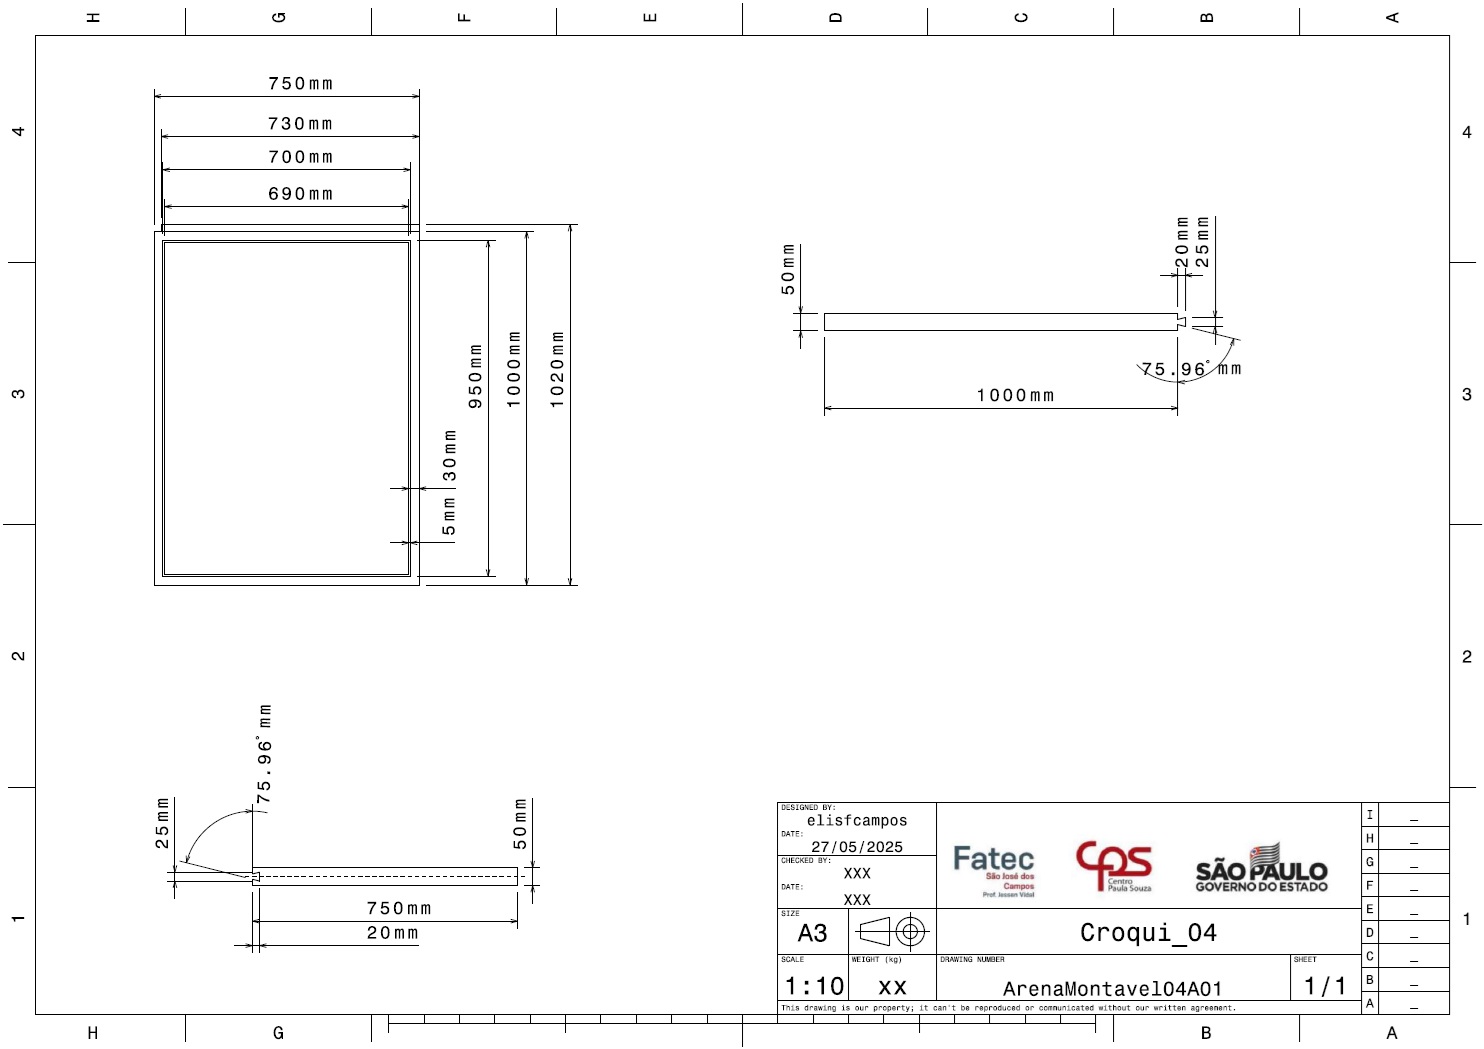 H G F E D C B A
4
4
750mm
730mm
700mm
690mm
950mm
1000mm
1020mm
30mm
5mm
50mm
20mm
25mm
75.96° mm
1000mm
3
3
2
2
75.96° mm
25mm
50mm
750mm
20mm
1
1
DESIGNED BY:
elisfcampos
DATE:
27/05/2025
CHECKED BY:
XXX
DATE:
XXX
SIZE
A3
SCALE
1:10
WEIGHT (kg)
XX
Fatec
São José dos
Campos
Prof. Jessen Vidal
CPS
Centro
Paula Souza
SÃO PAULO
GOVERNO DO ESTADO
Croqui_04
DRAWING NUMBER
ArenaMontavel04A01
SHEET
1/1
This drawing is our property; it can't be reproduced or communicated without our written agreement.
I _
H _
G _
F _
E _
D _
C _
B _
A _
H G B A